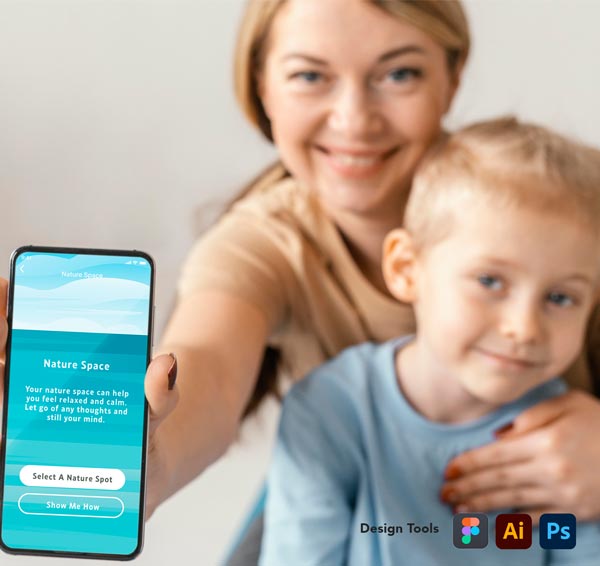 Nature Space
Nature Space
Your nature space can help
you feel relaxed and calm.
Let go of any thoughts and
still your mind.
Select A Nature Spot
Show Me How
Design Tools
Ai
Ps